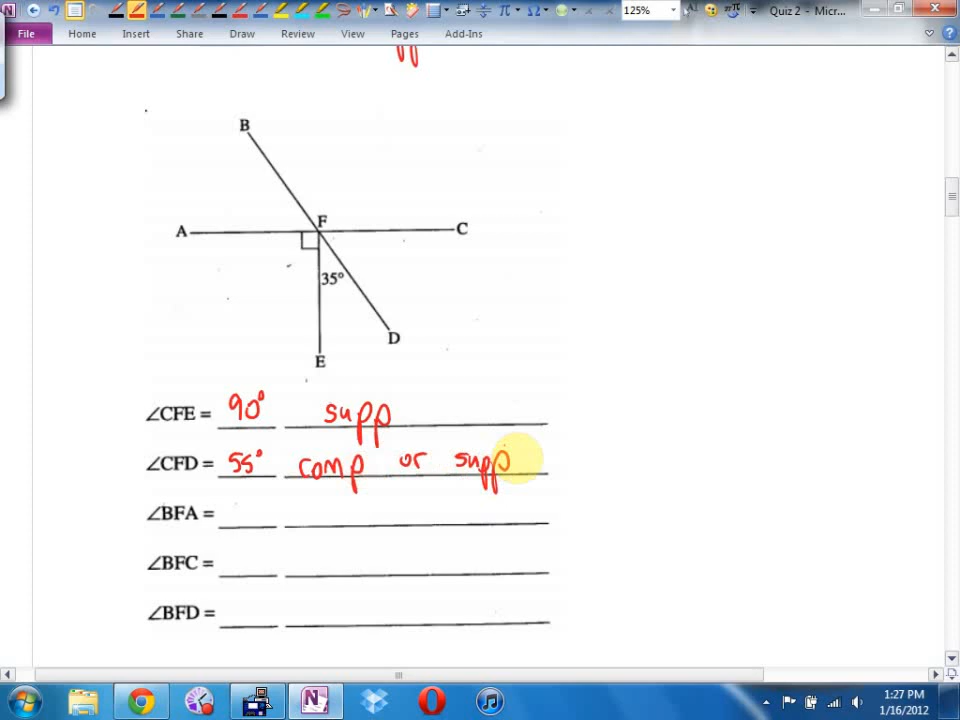 125%
Quiz 2 - Micr...
File Home Insert Share Draw Review View Pages Add-Ins
B
F
A C
35°
D
E
∠CFE = 90° supp
∠CFD = 55° comp or supp
∠BFA =
∠BFC =
∠BFD =
1:27 PM
1/16/2012